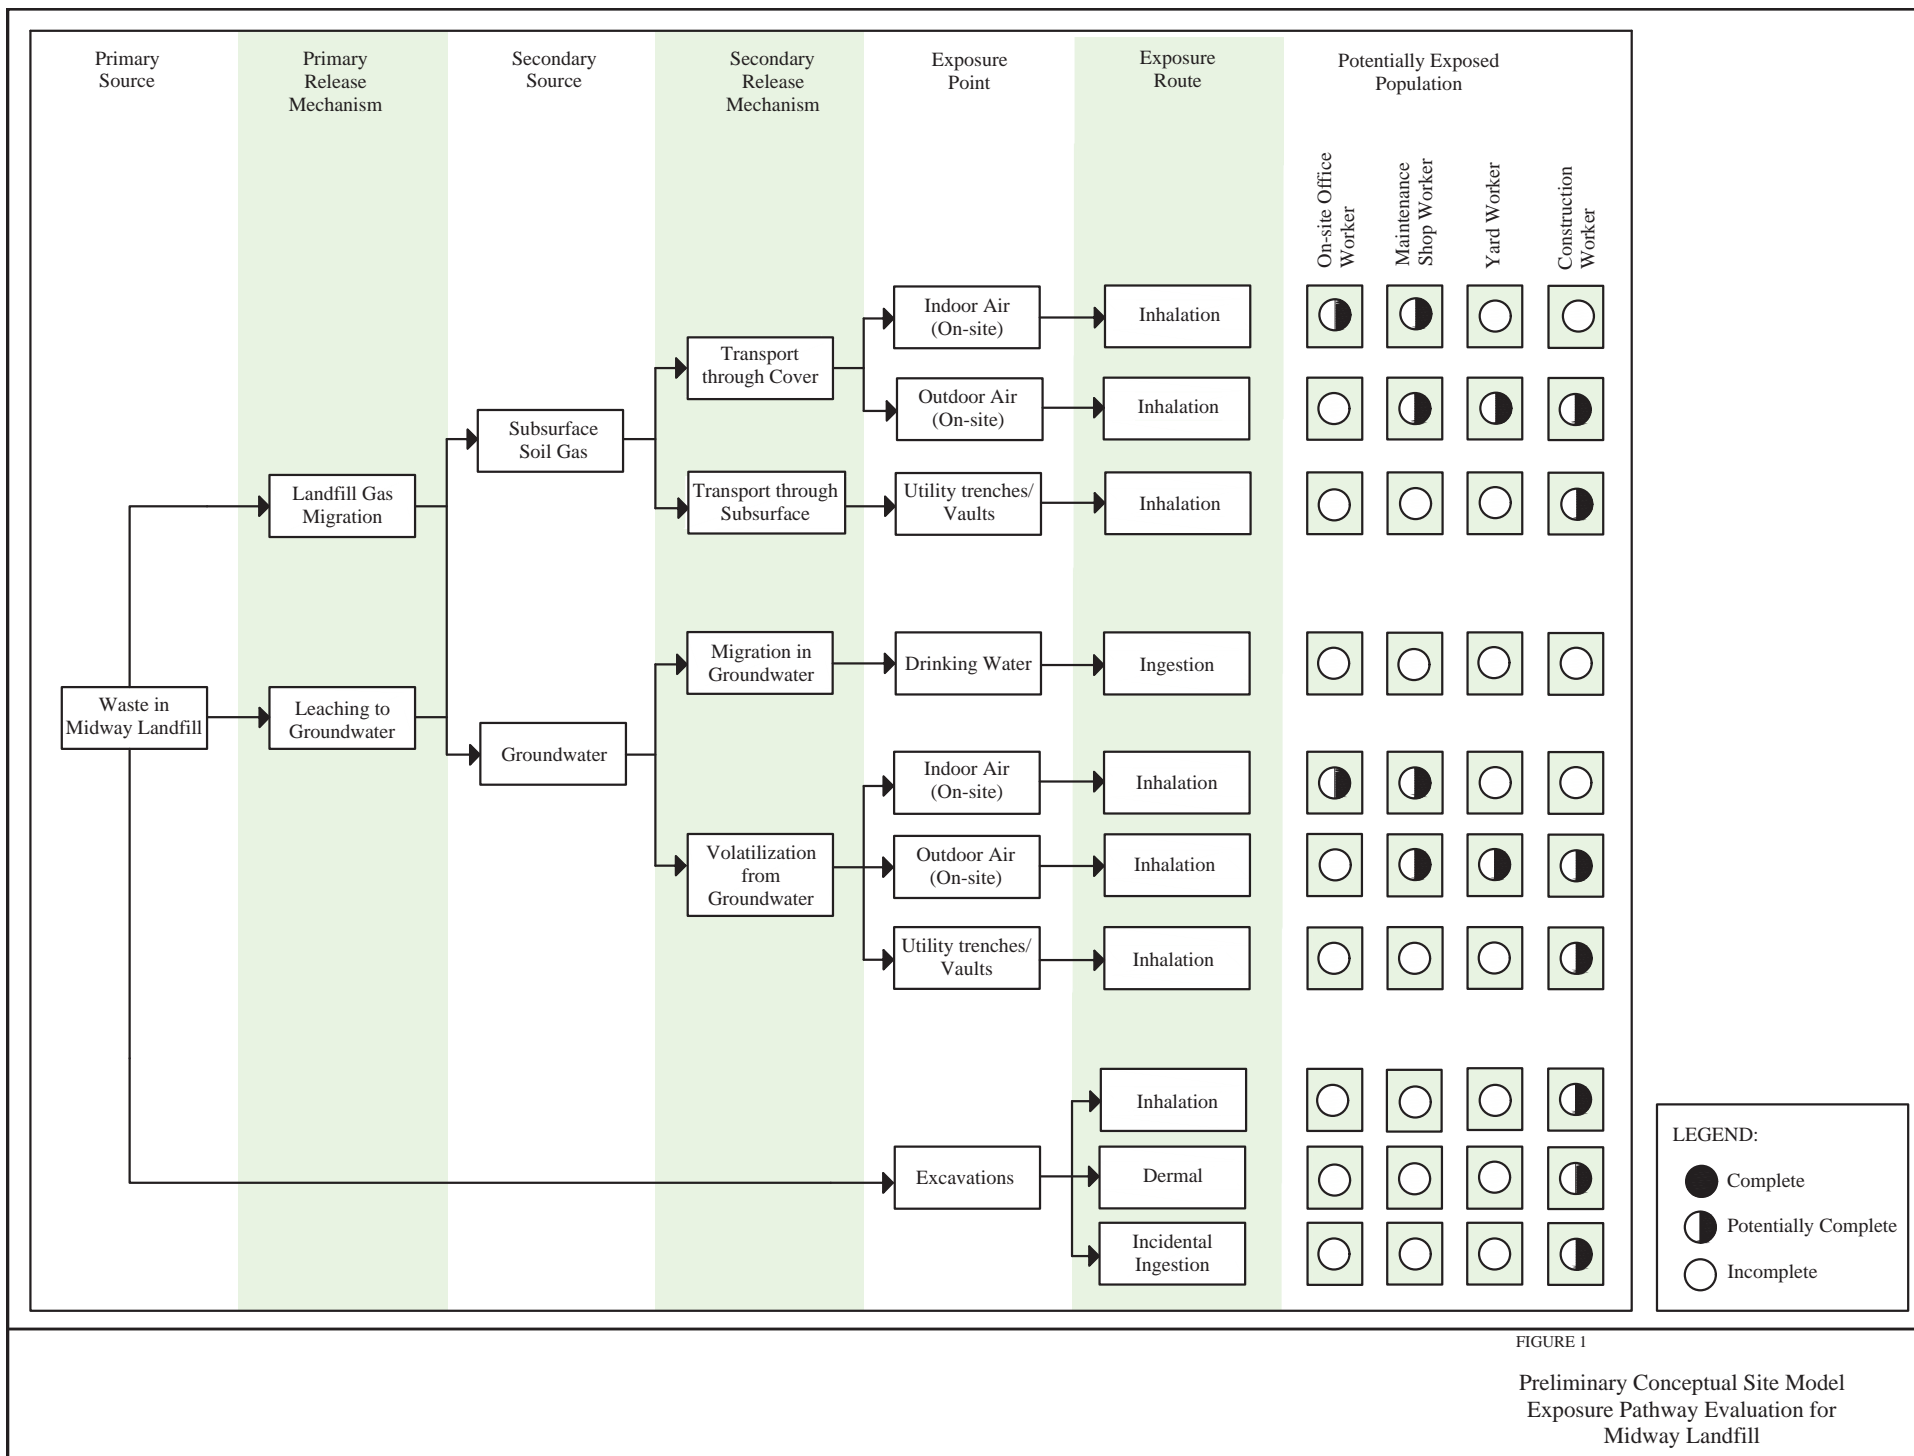 Primary
Source
Primary
Release
Mechanism
Secondary
Source
Secondary
Release
Mechanism
Exposure
Point
Exposure
Route
Potentially Exposed
Population
On-site Office
Worker
Maintenance
Shop Worker
Yard Worker
Construction
Worker
Indoor Air
(On-site)
Inhalation
Transport
through Cover
Outdoor Air
(On-site)
Inhalation
Subsurface
Soil Gas
Landfill Gas
Migration
Transport through
Subsurface
Utility trenches/
Vaults
Inhalation
Migration in
Groundwater
Drinking Water
Ingestion
Waste in
Midway Landfill
Leaching to
Groundwater
Groundwater
Indoor Air
(On-site)
Inhalation
Volatilization
from
Groundwater
Outdoor Air
(On-site)
Inhalation
Utility trenches/
Vaults
Inhalation
Inhalation
Excavations
Dermal
Incidental
Ingestion
LEGEND:
Complete
Potentially Complete
Incomplete
FIGURE 1
Preliminary Conceptual Site Model
Exposure Pathway Evaluation for
Midway Landfill